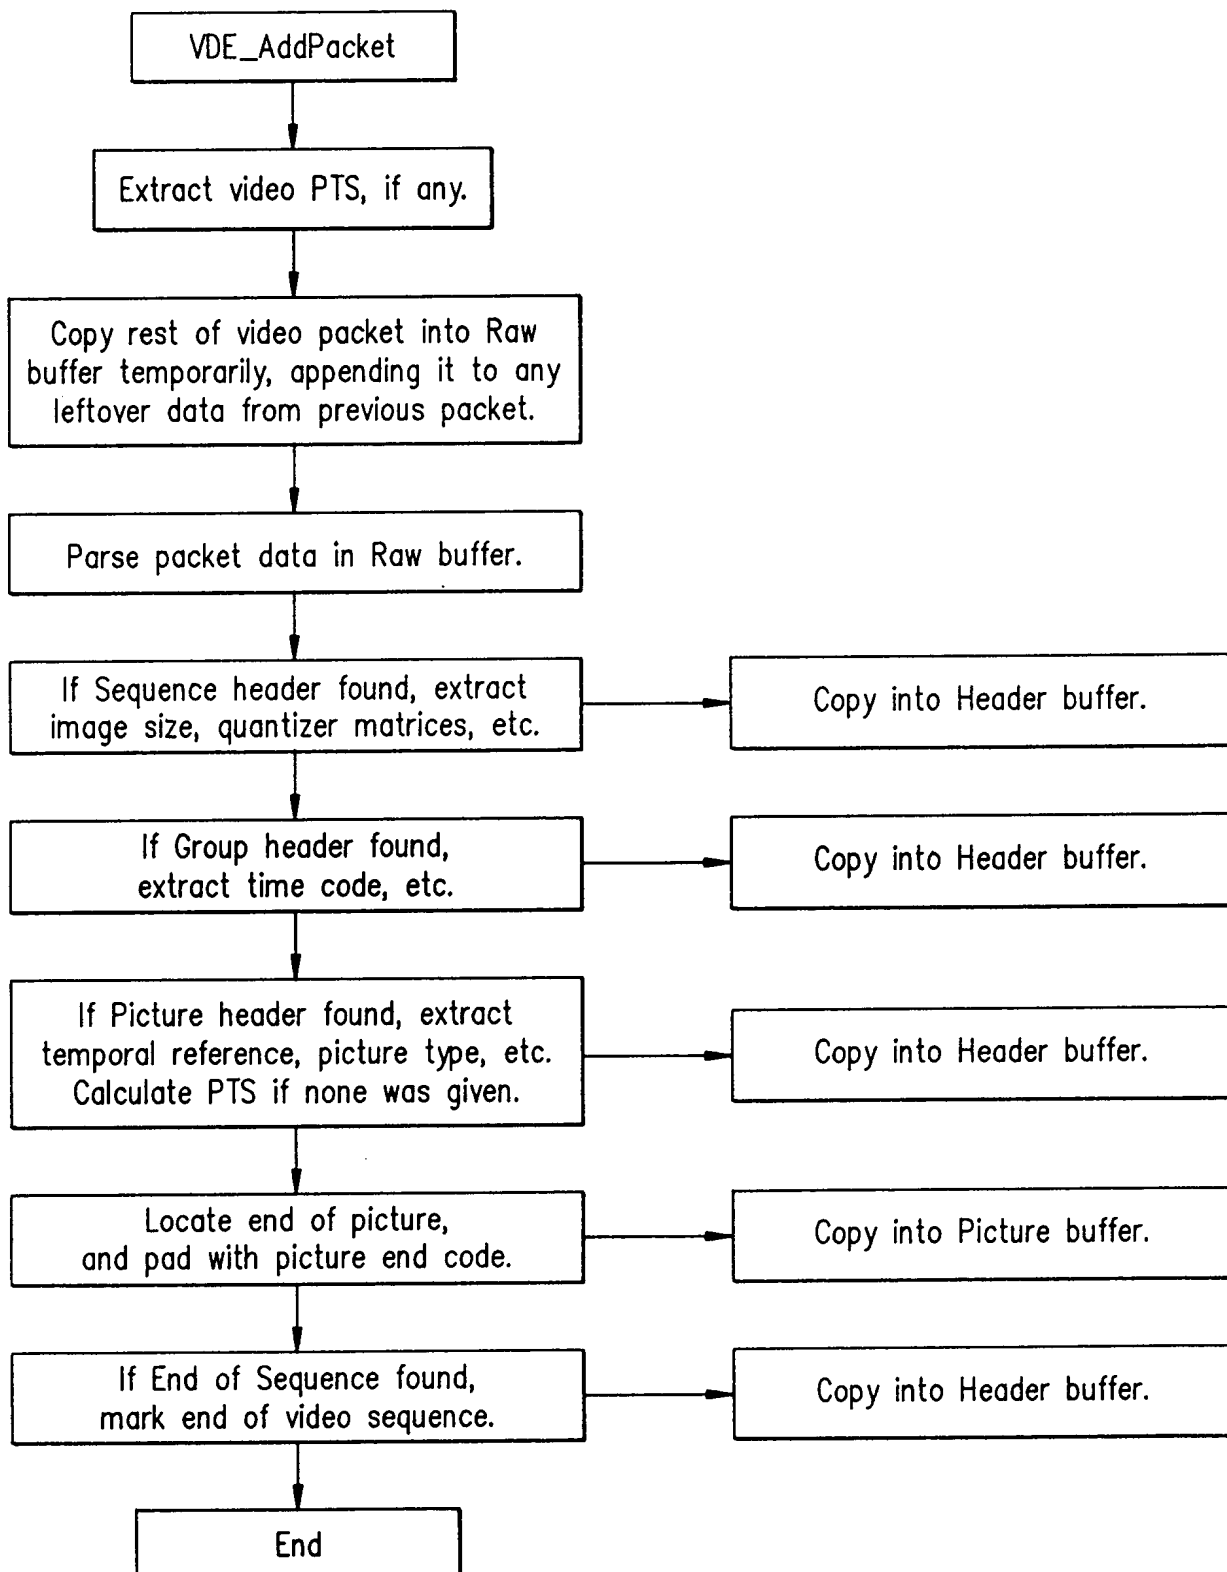 VDE_AddPacket
Extract video PTS, if any.
Copy rest of video packet into Raw
buffer temporarily, appending it to any
leftover data from previous packet.
Parse packet data in Raw buffer.
If Sequence header found, extract
image size, quantizer matrices, etc.
Copy into Header buffer.
If Group header found,
extract time code, etc.
Copy into Header buffer.
If Picture header found, extract
temporal reference, picture type, etc.
Calculate PTS if none was given.
Copy into Header buffer.
Locate end of picture,
and pad with picture end code.
Copy into Picture buffer.
If End of Sequence found,
mark end of video sequence.
Copy into Header buffer.
End